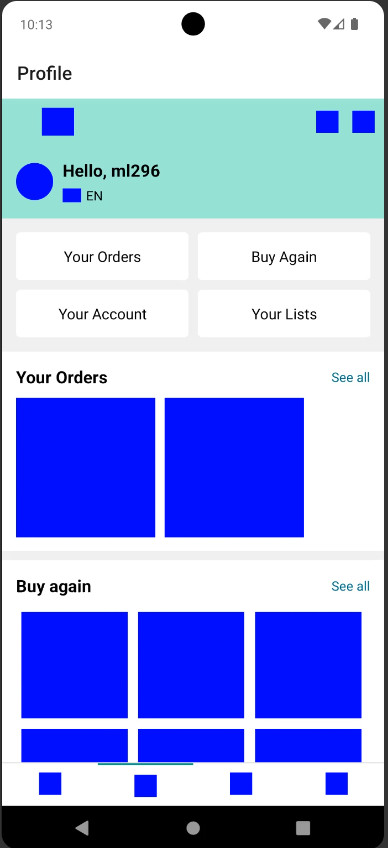 10:13
Profile
Hello, ml296
EN
Your Orders
Buy Again
Your Account
Your Lists
Your Orders
See all
Buy again
See all